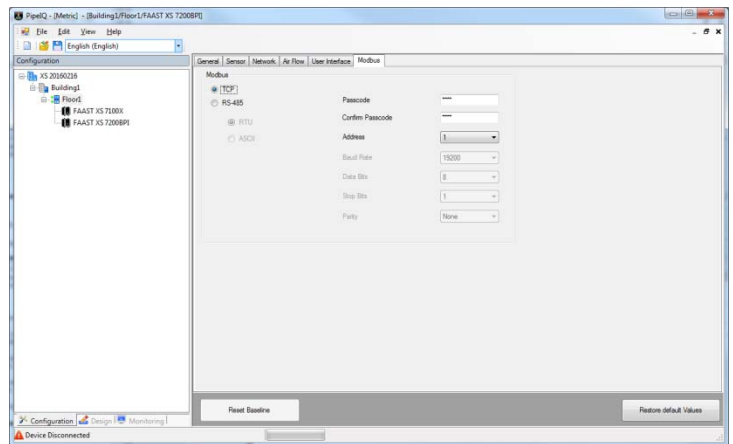 PipeIQ - [Metric] - [Building1/Floor1/FAAST XS 7200BPI]
File Edit View Help
English (English)
Configuration
XS 20160216
Building1
Floor1
FAAST XS 7100X
FAAST XS 7200BPI
General Sensor Network Air Flow User Interface Modbus
Modbus
TCP
RS-485
RTU
ASCII
Passcode ****
Confirm Passcode ****
Address 1
Baud Rate 19200
Data Bits 8
Stop Bits 1
Parity None
Reset Baseline
Restore default Values
Configuration Design Monitoring
Device Disconnected